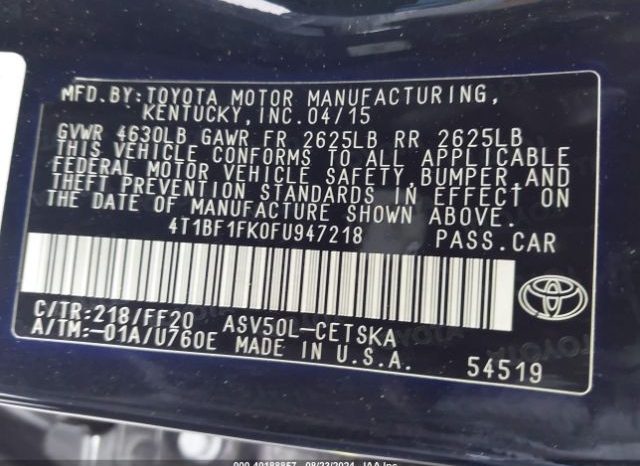 MFD. BY: TOYOTA MOTOR MANUFACTURING,
KENTUCKY, INC. 04/15
GVWR 4630LB GAWR FR 2625LB RR 2625LB
THIS VEHICLE CONFORMS TO ALL APPLICABLE
FEDERAL MOTOR VEHICLE SAFETY, BUMPER, AND
THEFT PREVENTION STANDARDS IN EFFECT ON
THE DATE OF MANUFACTURE SHOWN ABOVE.
4T1BF1FK0FU947218 PASS. CAR
C/TR: 218/FF20 ASV50L-CETSKA
A/TM: -01A/U760E MADE IN U.S.A.
54519